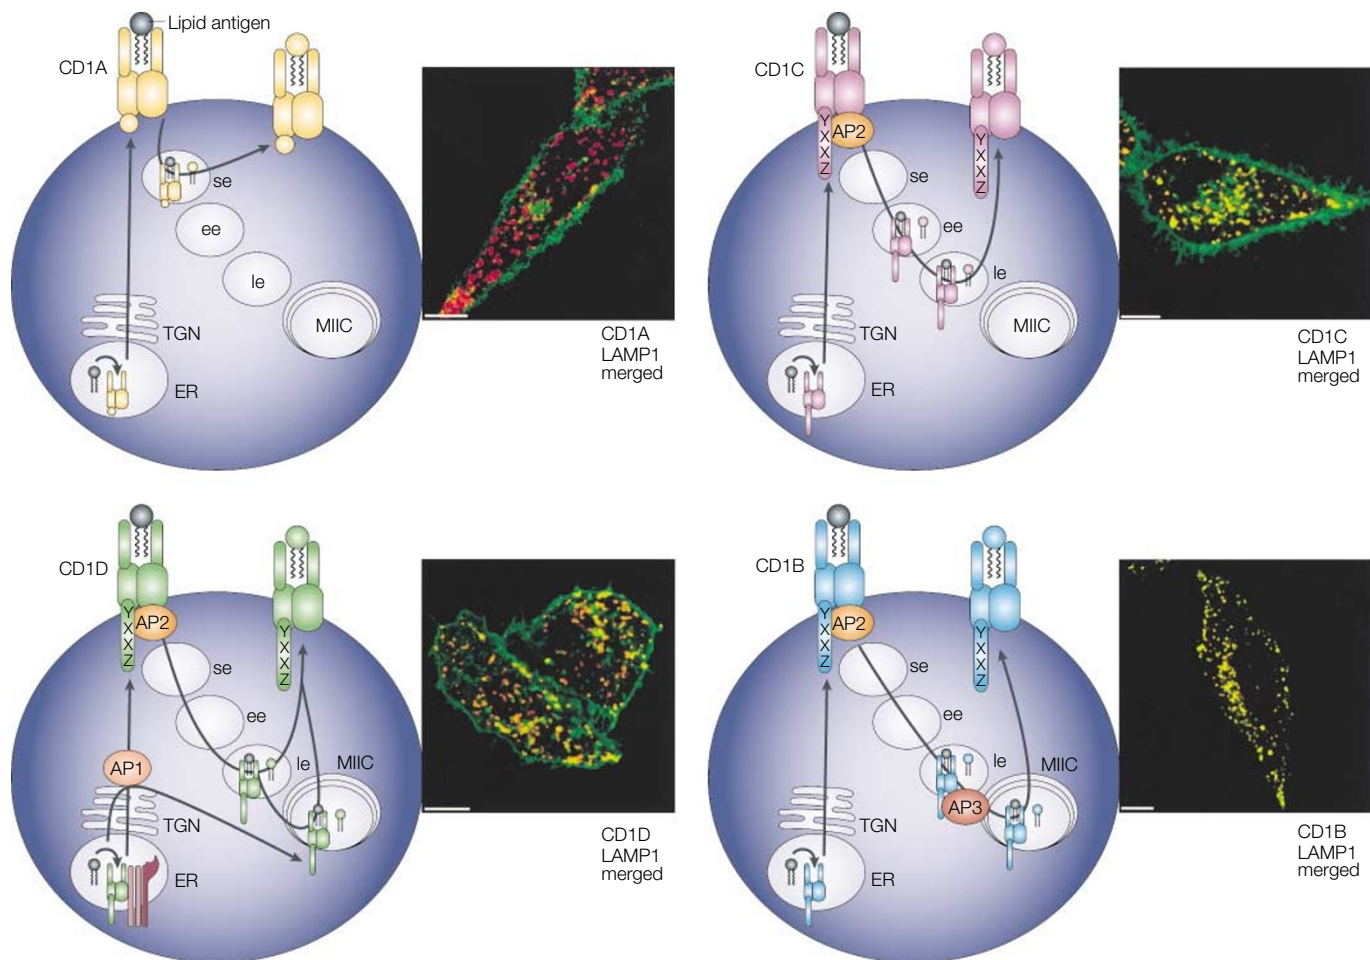 Lipid antigen
CD1A
se
ee
le
MIIC
TGN
ER
CD1A
LAMP1
merged
CD1C
Y
X
X
Z
AP2
Y
X
X
Z
se
ee
le
MIIC
TGN
ER
CD1C
LAMP1
merged
CD1D
Y
X
X
Z
AP2
Y
X
X
Z
se
ee
le
MIIC
AP1
TGN
ER
CD1D
LAMP1
merged
CD1B
Y
X
X
Z
AP2
Y
X
X
Z
se
ee
le
MIIC
AP3
TGN
ER
CD1B
LAMP1
merged